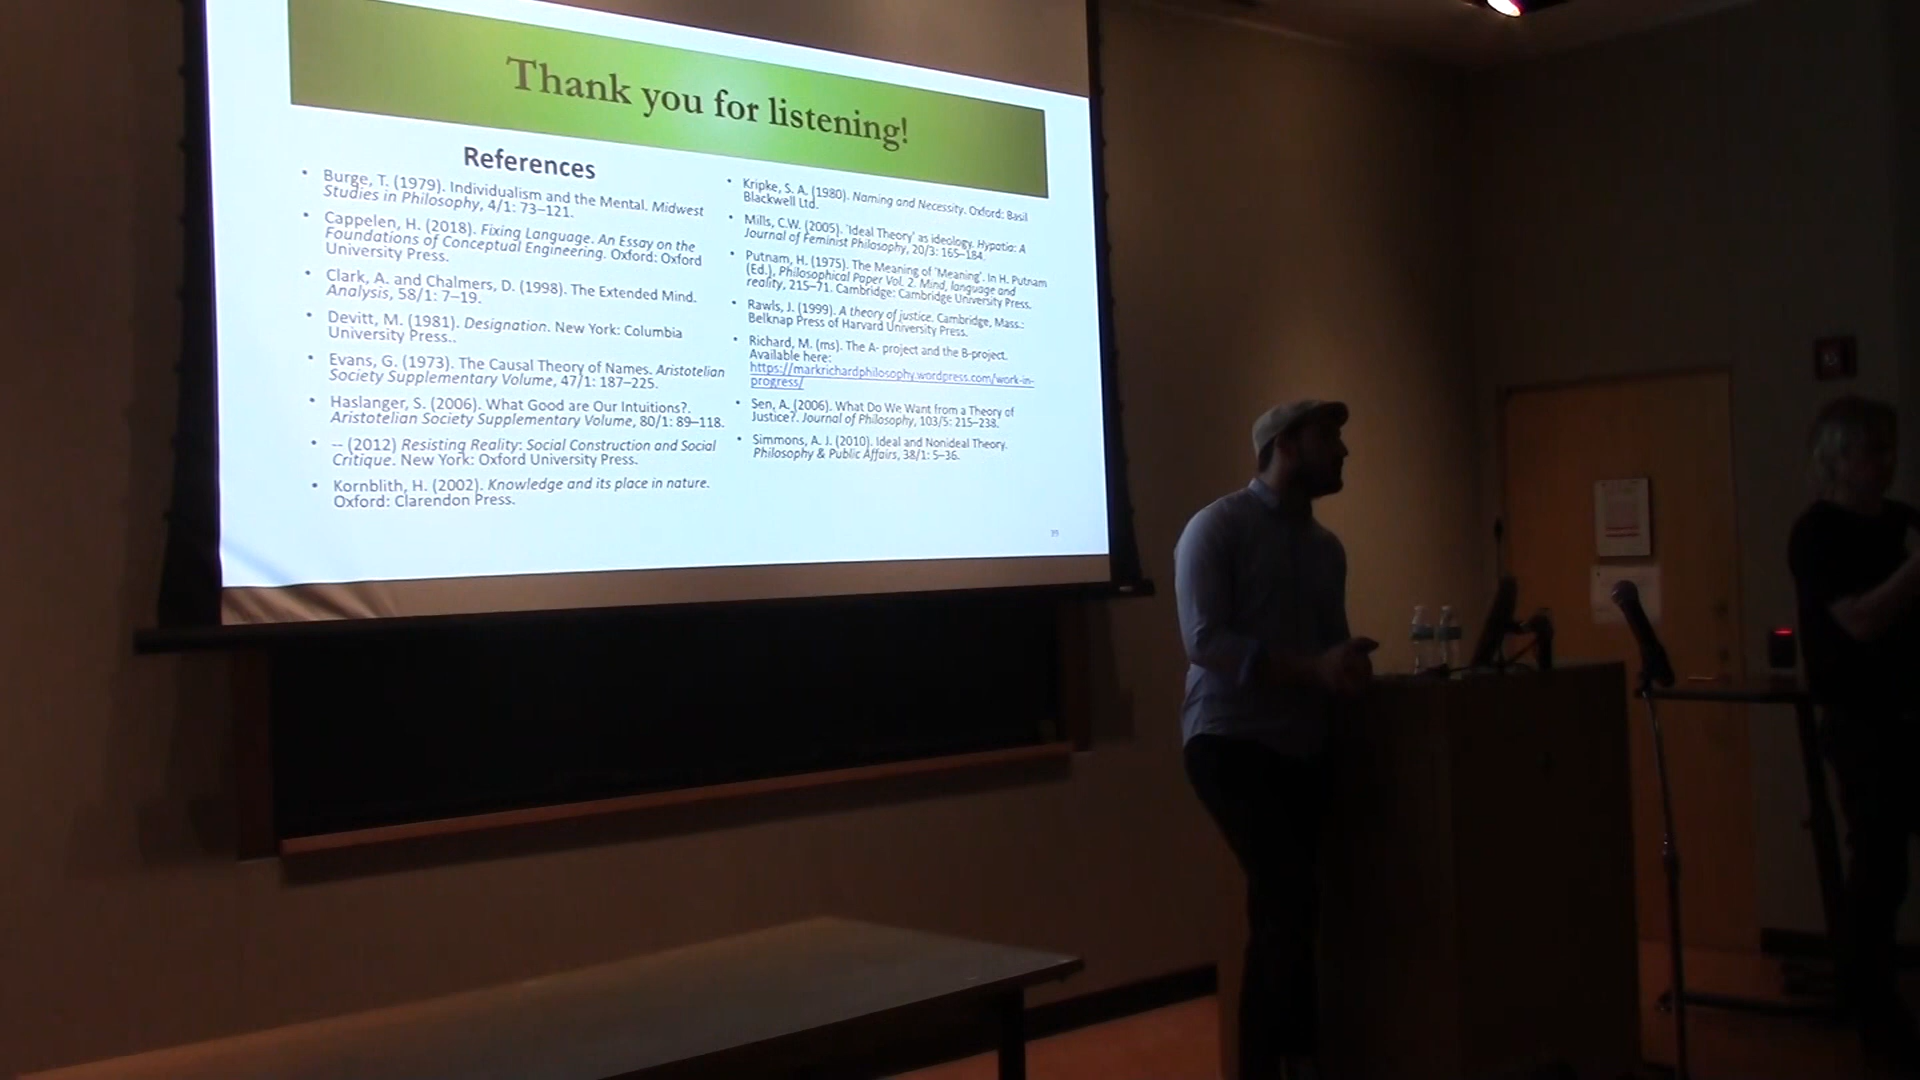 Thank you for listening!
References
• Burge, T. (1979). Individualism and the Mental. Midwest
Studies in Philosophy, 4/1: 73–121.
• Cappelen, H. (2018). Fixing Language. An Essay on the
Foundations of Conceptual Engineering. Oxford: Oxford
University Press.
• Clark, A. and Chalmers, D. (1998). The Extended Mind.
Analysis, 58/1: 7–19.
• Devitt, M. (1981). Designation. New York: Columbia
University Press..
• Evans, G. (1973). The Causal Theory of Names. Aristotelian
Society Supplementary Volume, 47/1: 187–225.
• Haslanger, S. (2006). What Good are Our Intuitions?.
Aristotelian Society Supplementary Volume, 80/1: 89–118.
• -- (2012) Resisting Reality: Social Construction and Social
Critique. New York: Oxford University Press.
• Kornblith, H. (2002). Knowledge and its place in nature.
Oxford: Clarendon Press.
• Kripke, S. A. (1980). Naming and Necessity. Oxford: Basil
Blackwell Ltd.
• Mills, C.W. (2005). 'Ideal Theory' as ideology. Hypatia: A
Journal of Feminist Philosophy, 20/3: 165–184.
• Putnam, H. (1975). The Meaning of 'Meaning'. In H. Putnam
(Ed.), Philosophical Paper Vol. 2. Mind, language and
reality, 215–71. Cambridge: Cambridge University Press.
• Rawls, J. (1999). A theory of justice. Cambridge, Mass.:
Belknap Press of Harvard University Press.
• Richard, M. (ms). The A- project and the B-project.
Available here:
https://markrichardphilosophy.wordpress.com/work-in-
progress/
• Sen, A. (2006). What Do We Want from a Theory of
Justice?. Journal of Philosophy, 103/5: 215–238.
• Simmons, A. J. (2010). Ideal and Nonideal Theory.
Philosophy & Public Affairs, 38/1: 5–36.